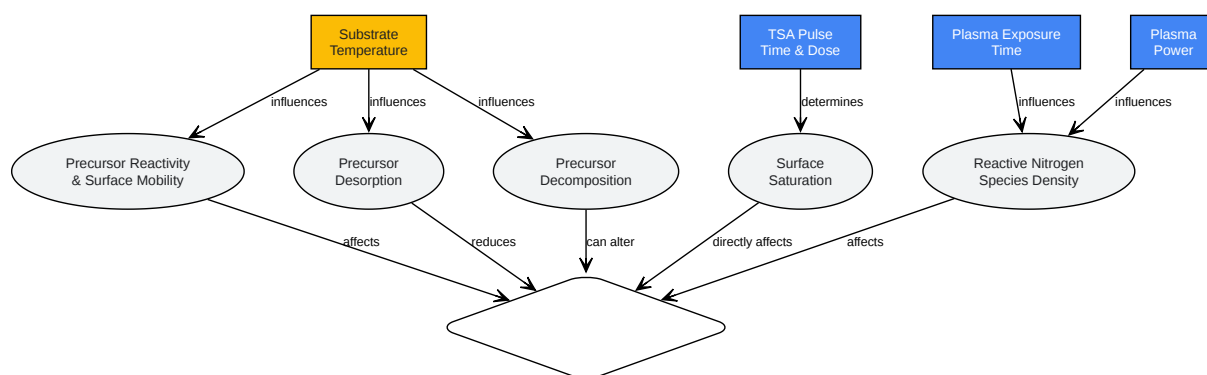 Substrate
Temperature
TSA Pulse
Time & Dose
Plasma Exposure
Time
Plasma
Power
influences
influences
influences
determines
influences
influences
Precursor Reactivity
& Surface Mobility
Precursor
Desorption
Precursor
Decomposition
Surface
Saturation
Reactive Nitrogen
Species Density
affects
reduces
can alter
directly affects
affects